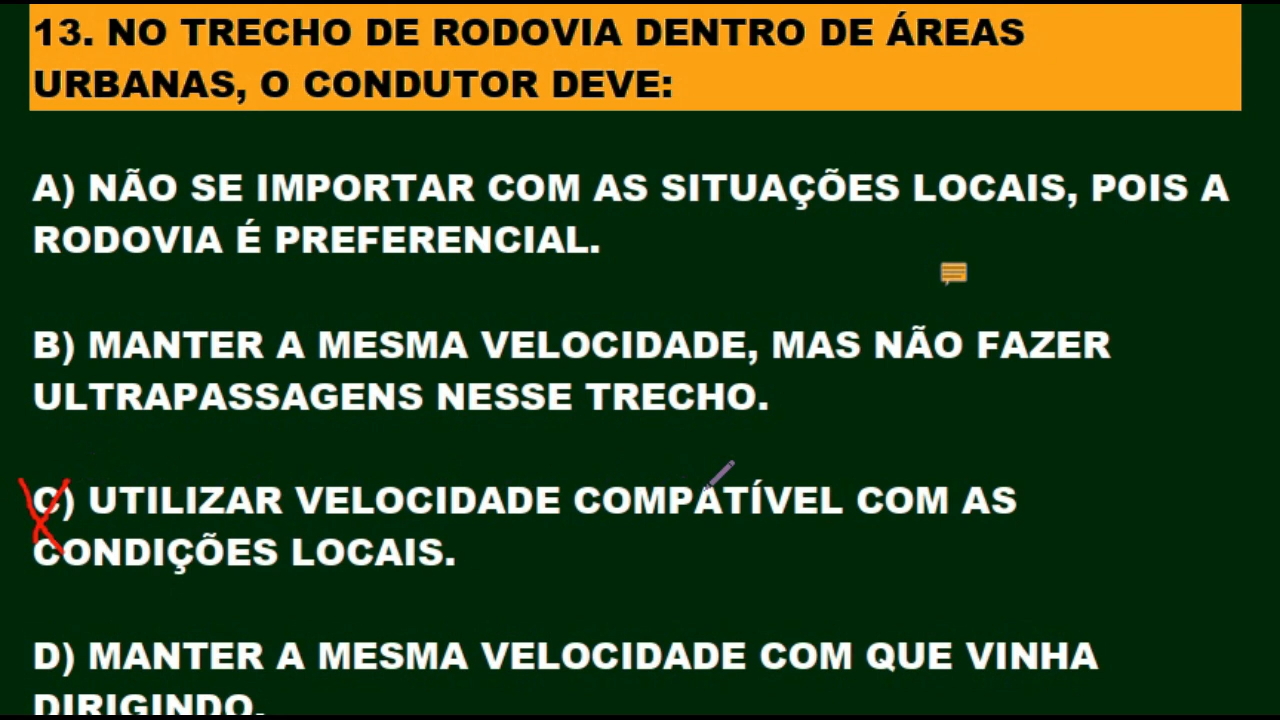 13. NO TRECHO DE RODOVIA DENTRO DE ÁREAS
URBANAS, O CONDUTOR DEVE:
A) NÃO SE IMPORTAR COM AS SITUAÇÕES LOCAIS, POIS A
RODOVIA É PREFERENCIAL.
B) MANTER A MESMA VELOCIDADE, MAS NÃO FAZER
ULTRAPASSAGENS NESSE TRECHO.
C) UTILIZAR VELOCIDADE COMPATÍVEL COM AS
CONDIÇÕES LOCAIS.
D) MANTER A MESMA VELOCIDADE COM QUE VINHA
DIRIGINDO.